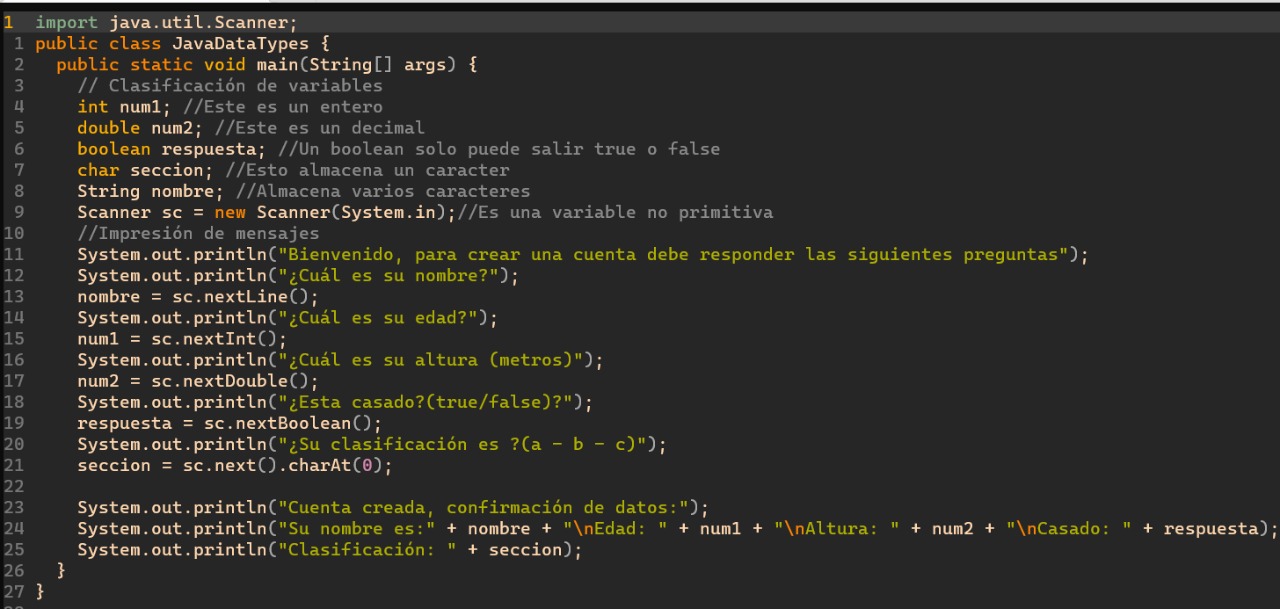 1 import java.util.Scanner;
1 public class JavaDataTypes {
2 public static void main(String[] args) {
3 // Clasificación de variables
4 int num1; //Este es un entero
5 double num2; //Este es un decimal
6 boolean respuesta; //Un boolean solo puede salir true o false
7 char seccion; //Esto almacena un caracter
8 String nombre; //Almacena varios caracteres
9 Scanner sc = new Scanner(System.in);//Es una variable no primitiva
10 //Impresión de mensajes
11 System.out.println("Bienvenido, para crear una cuenta debe responder las siguientes preguntas");
12 System.out.println("¿Cuál es su nombre?");
13 nombre = sc.nextLine();
14 System.out.println("¿Cuál es su edad?");
15 num1 = sc.nextInt();
16 System.out.println("¿Cuál es su altura (metros)");
17 num2 = sc.nextDouble();
18 System.out.println("¿Esta casado?(true/false)?");
19 respuesta = sc.nextBoolean();
20 System.out.println("¿Su clasificación es ?(a - b - c)");
21 seccion = sc.next().charAt(0);
22
23 System.out.println("Cuenta creada, confirmación de datos:");
24 System.out.println("Su nombre es:" + nombre + "\nEdad: " + num1 + "\nAltura: " + num2 + "\nCasado: " + respuesta);
25 System.out.println("Clasificación: " + seccion);
26 }
27 }